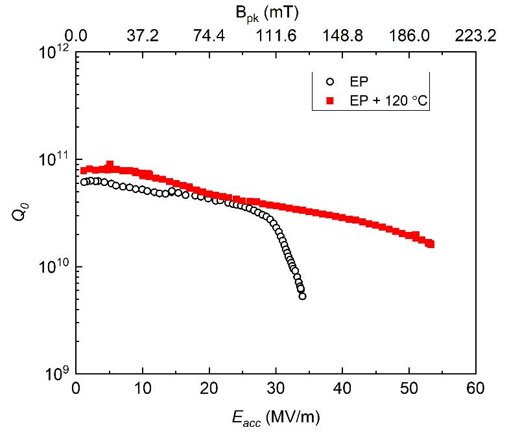 B_pk (mT)
0.0 37.2 74.4 111.6 148.8 186.0 223.2
10^12
EP
EP + 120 °C
10^11
Q_0
10^10
10^9
0 10 20 30 40 50 60
E_acc (MV/m)